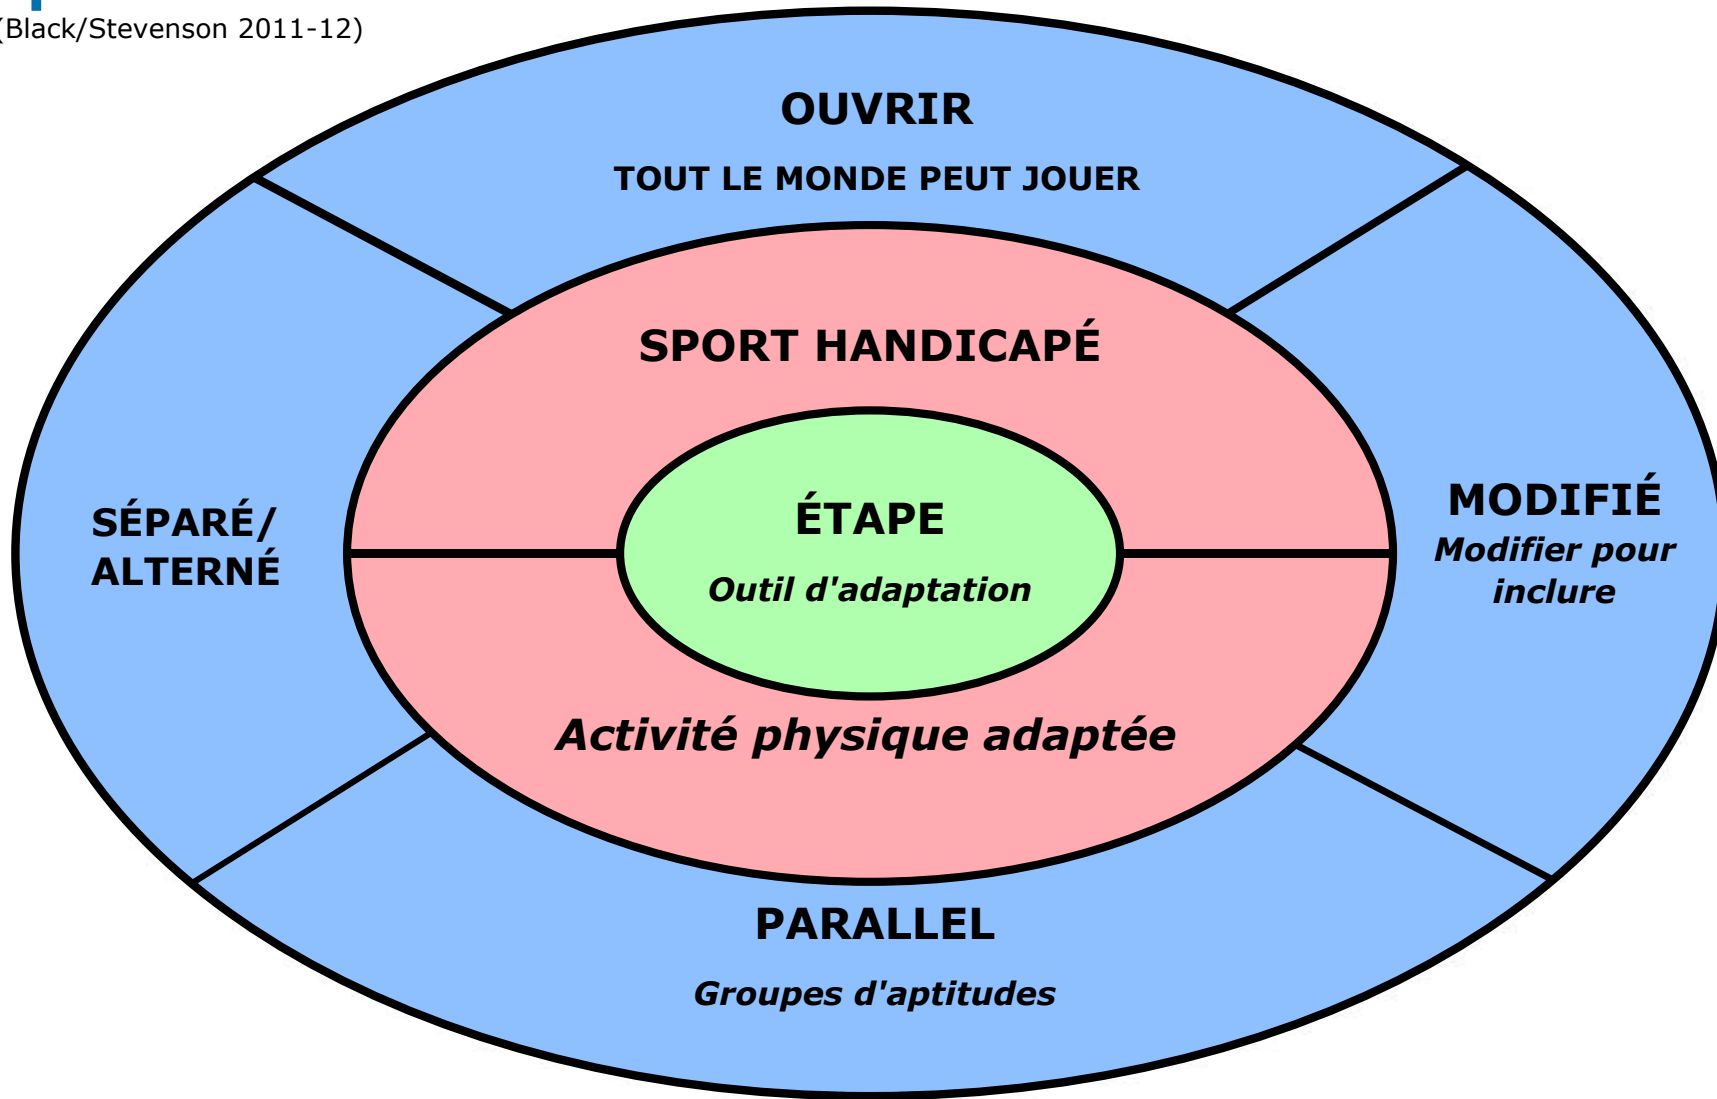 (Black/Stevenson 2011-12)
OUVRIR
TOUT LE MONDE PEUT JOUER
SPORT HANDICAPÉ
ÉTAPE
Outil d'adaptation
SÉPARÉ/
ALTERNÉ
MODIFIÉ
Modifier pour
inclure
Activité physique adaptée
PARALLEL
Groupes d'aptitudes